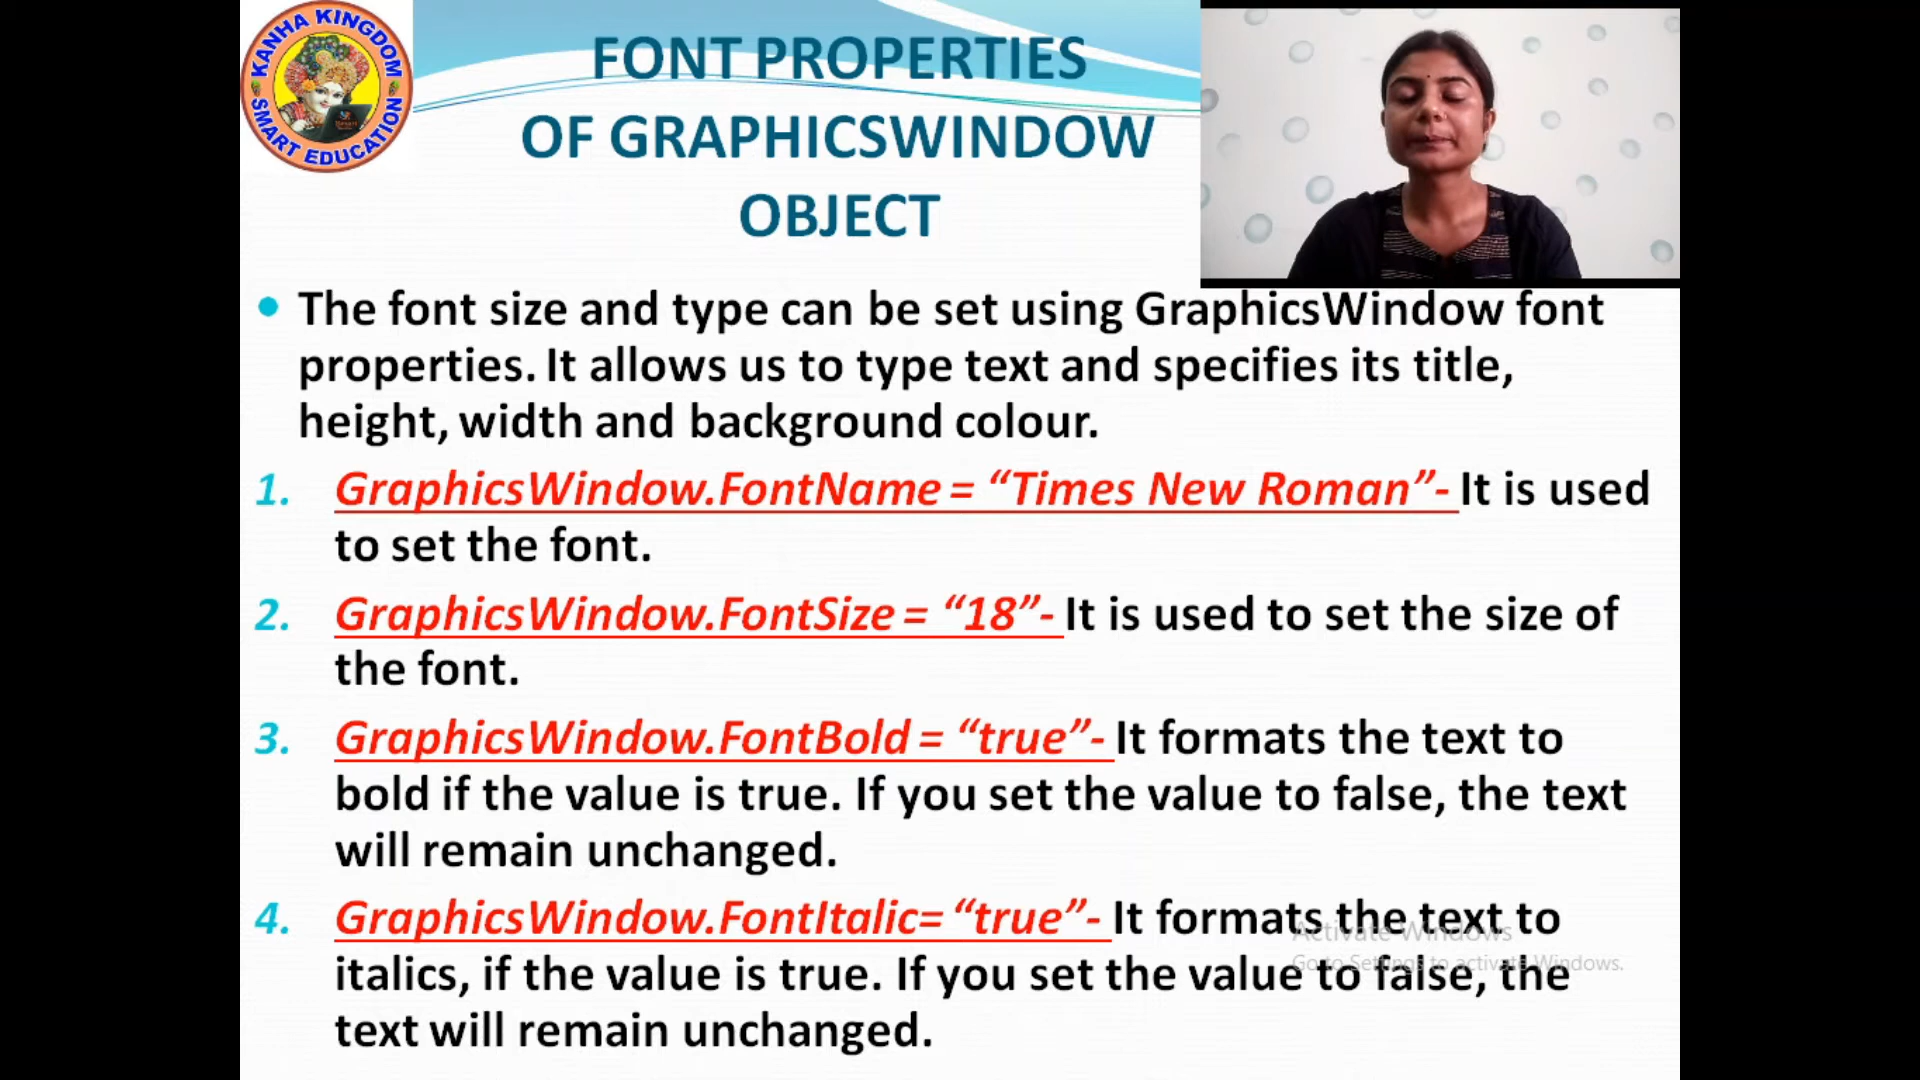 KANHA KINGDOM
SMART EDUCATION
FONT PROPERTIES
OF GRAPHICSWINDOW
OBJECT
• The font size and type can be set using GraphicsWindow font
properties. It allows us to type text and specifies its title,
height, width and background colour.
1. GraphicsWindow.FontName = “Times New Roman”- It is used
to set the font.
2. GraphicsWindow.FontSize = “18”- It is used to set the size of
the font.
3. GraphicsWindow.FontBold = “true”- It formats the text to
bold if the value is true. If you set the value to false, the text
will remain unchanged.
4. GraphicsWindow.FontItalic= “true”- It formats the text to
italics, if the value is true. If you set the value to false, the
text will remain unchanged.
Activate Windows
Go to Settings to activate Windows.